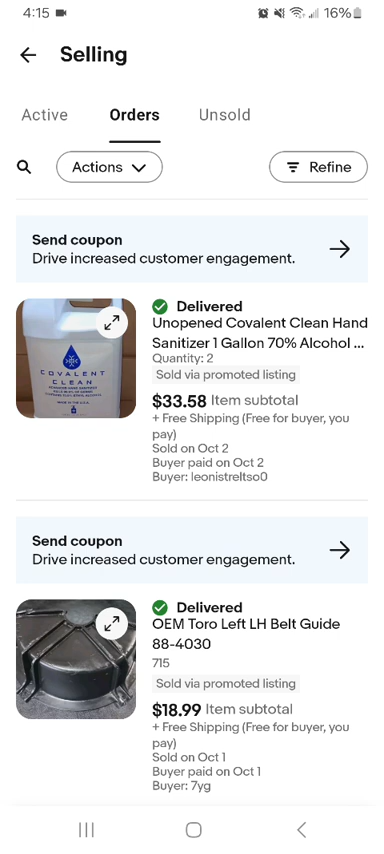 4:15
16%
Selling
Active
Orders
Unsold
Actions
Refine
Send coupon
Drive increased customer engagement.
COVALENT
CLEAN
Delivered
Unopened Covalent Clean Hand
Sanitizer 1 Gallon 70% Alcohol ...
Quantity: 2
Sold via promoted listing
$33.58 Item subtotal
+ Free Shipping (Free for buyer, you
pay)
Sold on Oct 2
Buyer paid on Oct 2
Buyer: leonistreltso0
Send coupon
Drive increased customer engagement.
Delivered
OEM Toro Left LH Belt Guide
88-4030
715
Sold via promoted listing
$18.99 Item subtotal
+ Free Shipping (Free for buyer, you
pay)
Sold on Oct 1
Buyer paid on Oct 1
Buyer: 7yg